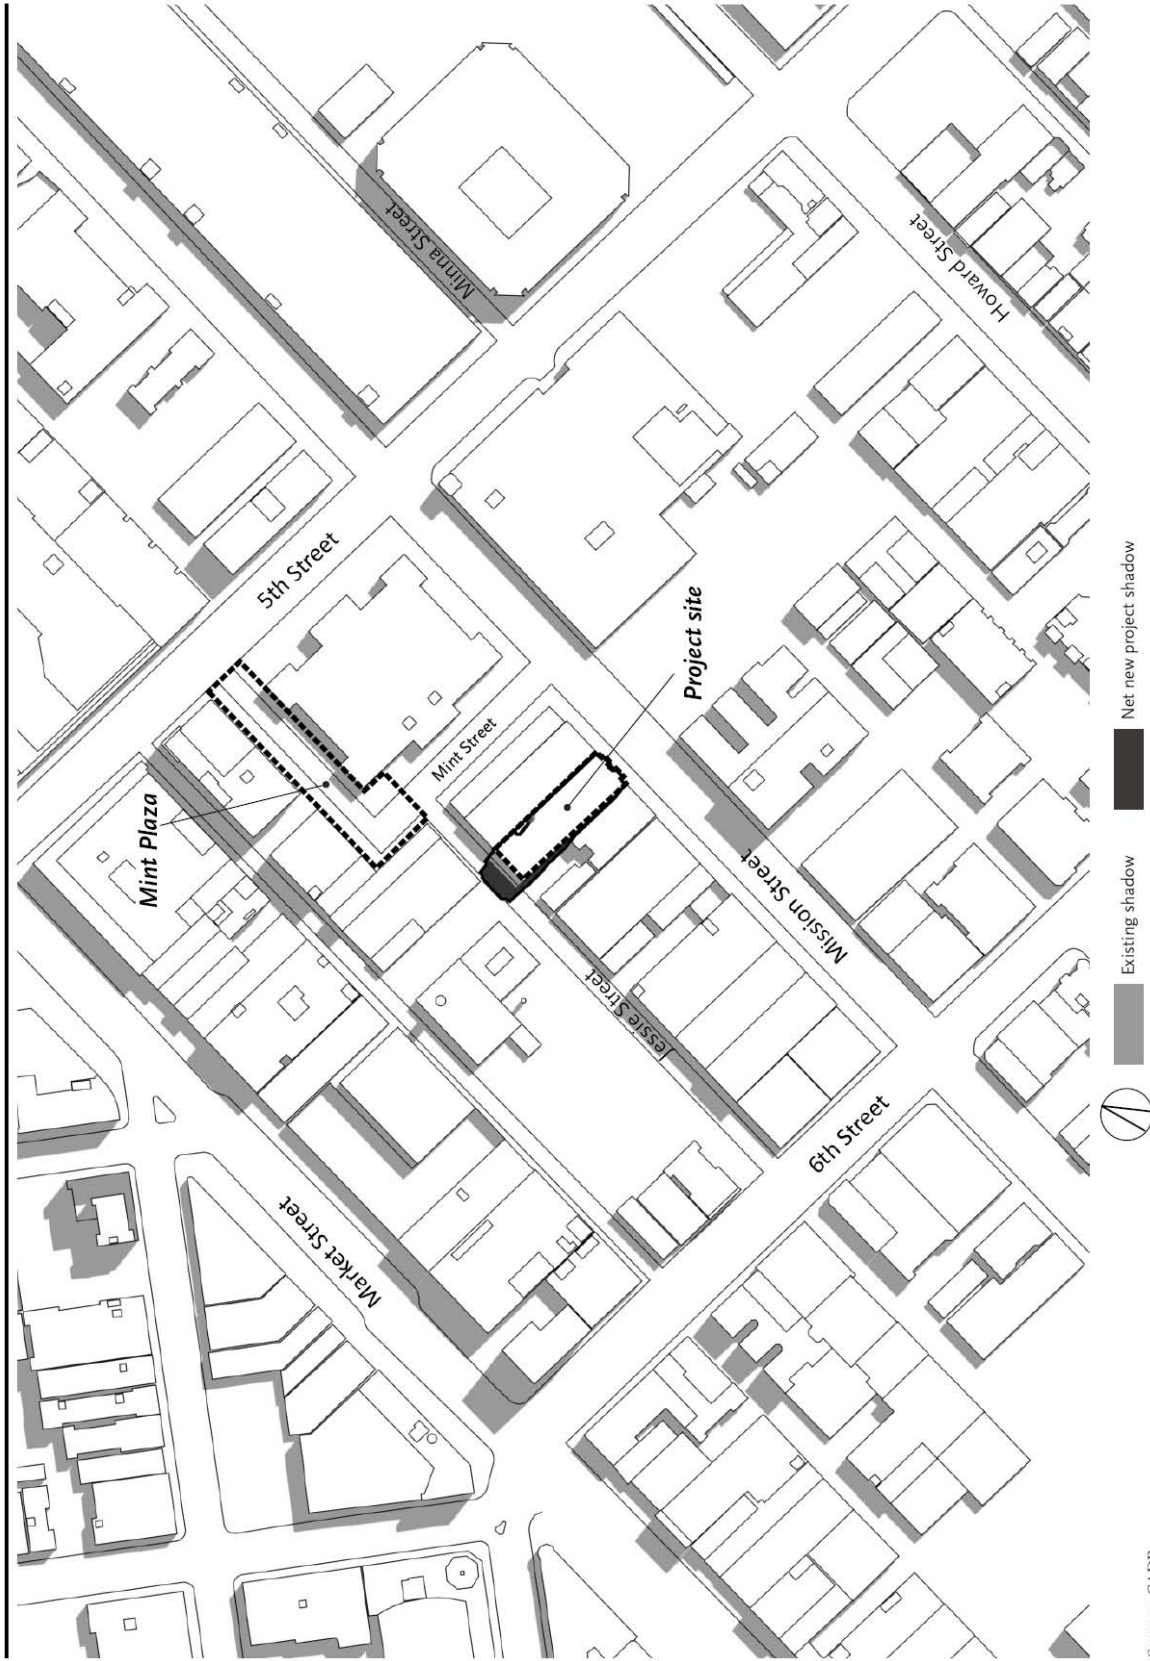 Minna Street
Howard Street
5th Street
Mint Plaza
Mint Street
Project site
Mission Street
Jessie Street
6th Street
Market Street
Existing shadow
Net new project shadow